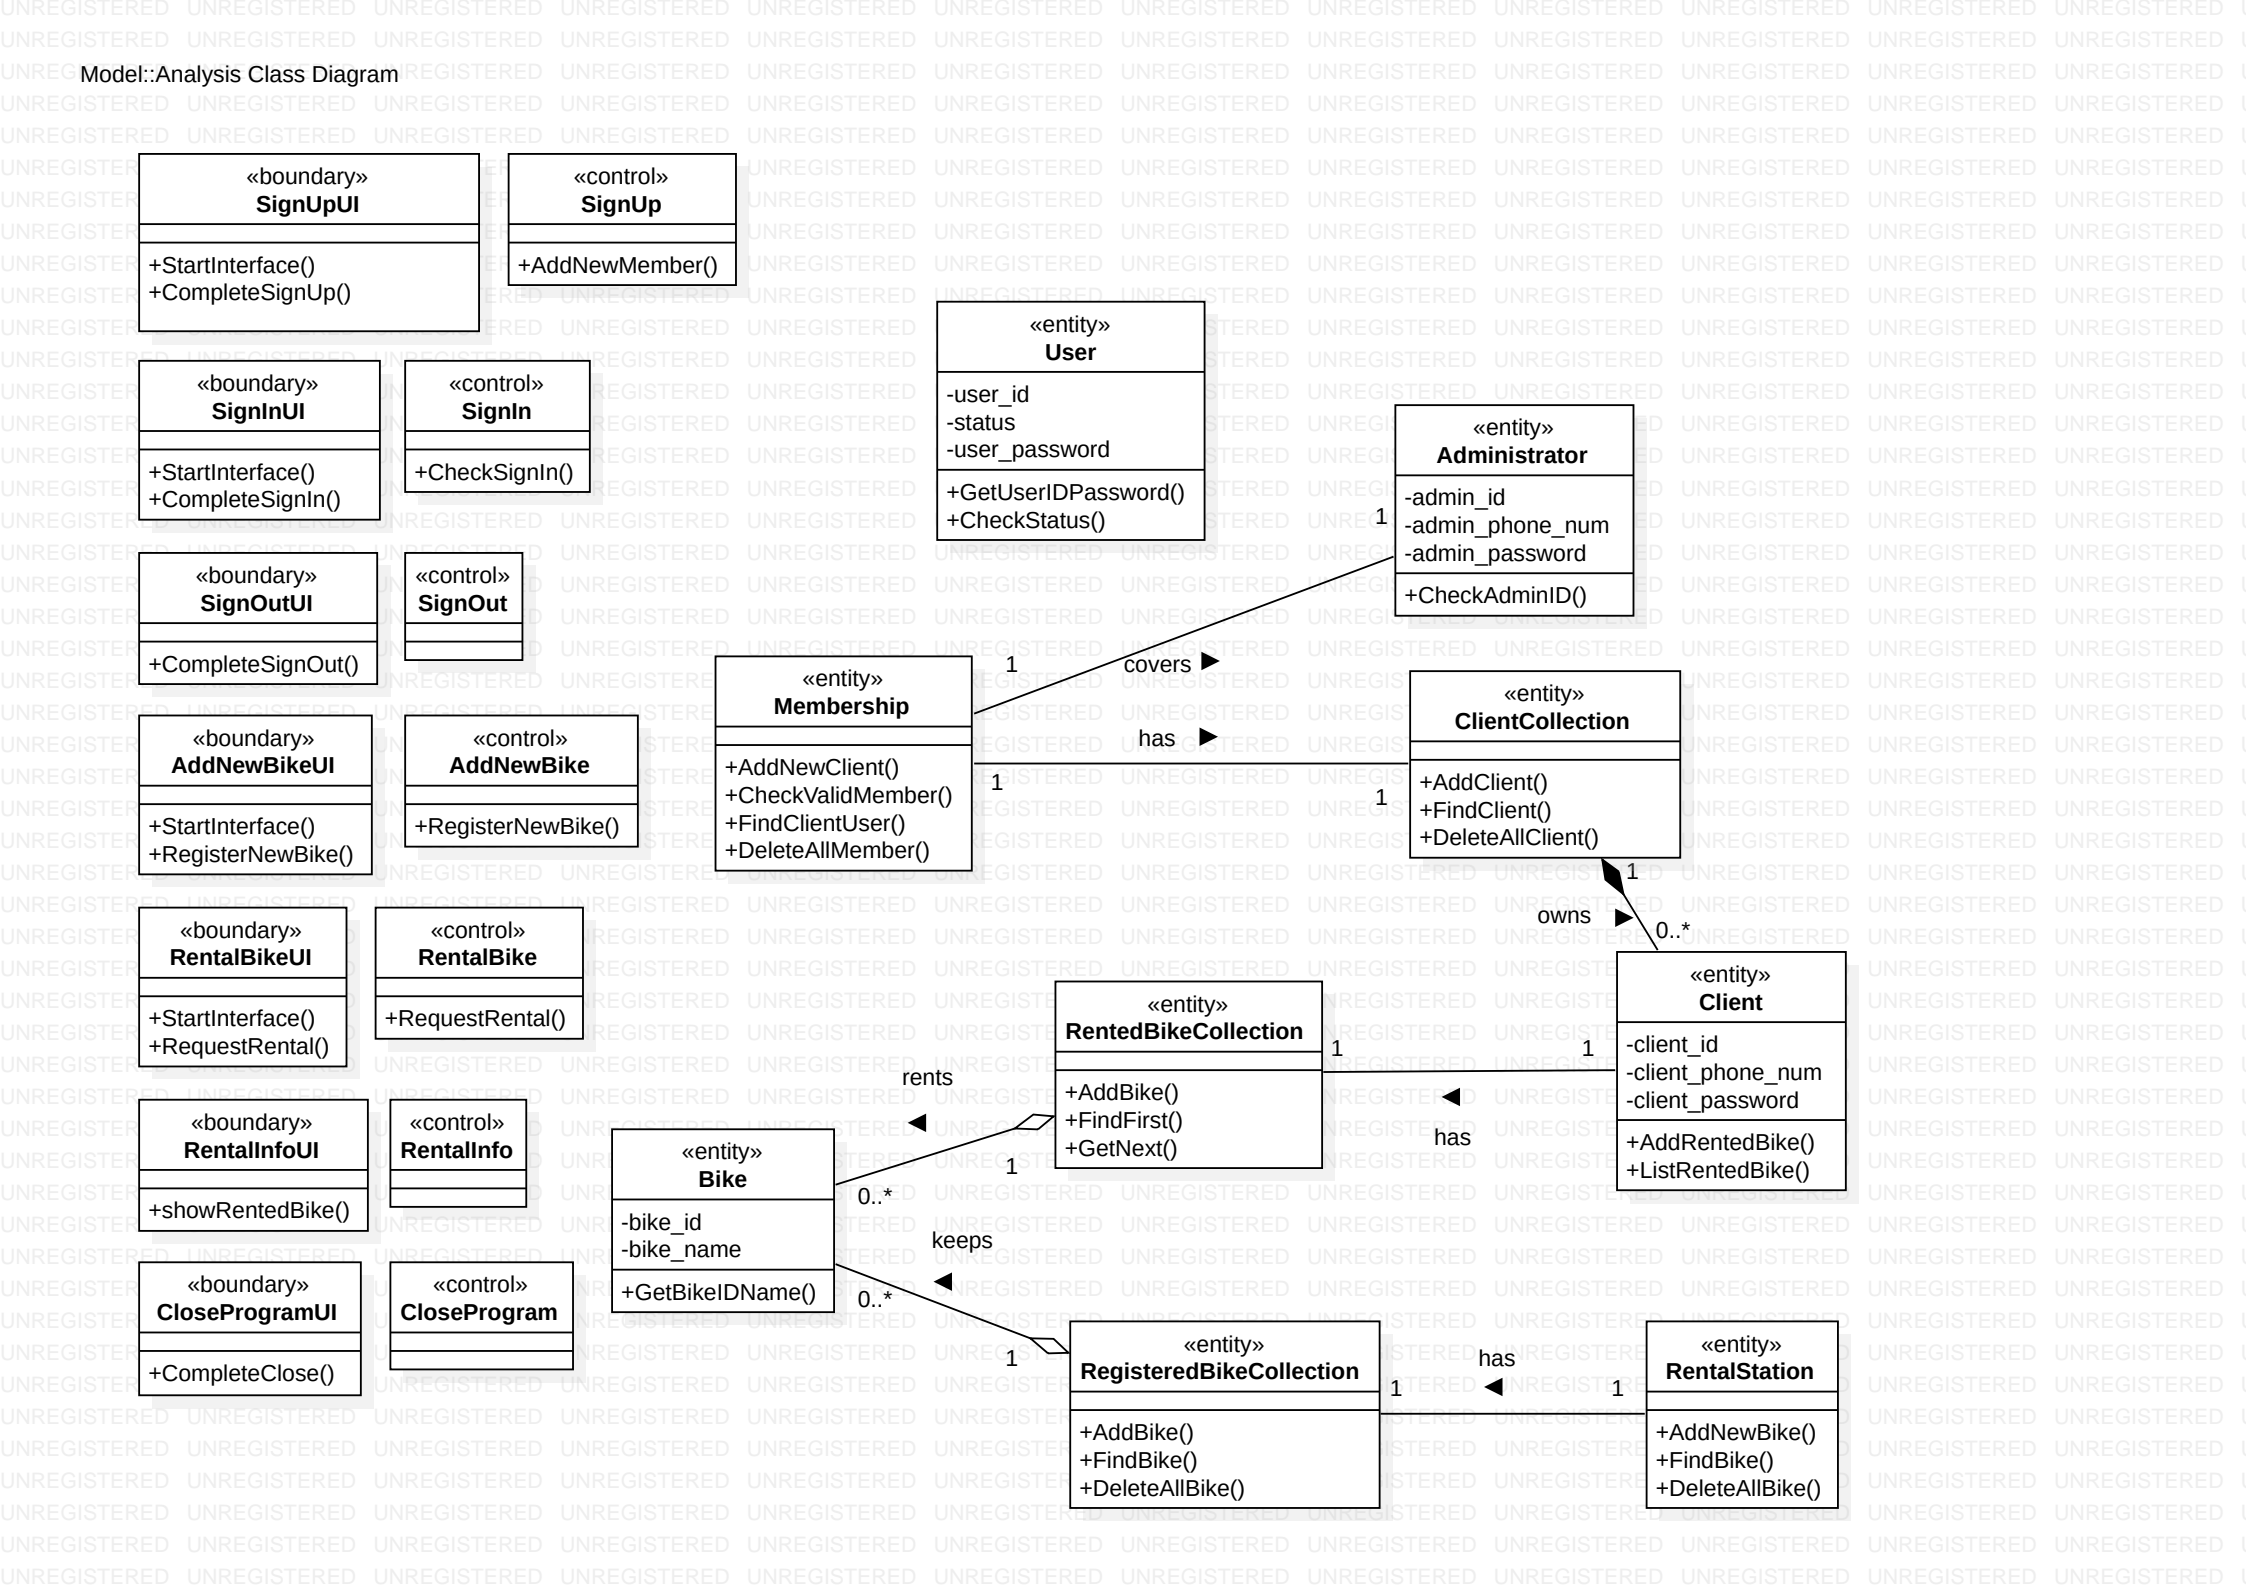 Model::Analysis Class Diagram
«boundary»
SignUpUI
+StartInterface()
+CompleteSignUp()
«control»
SignUp
+AddNewMember()
«boundary»
SignInUI
+StartInterface()
+CompleteSignIn()
«control»
SignIn
+CheckSignIn()
«boundary»
SignOutUI
+CompleteSignOut()
«control»
SignOut
«boundary»
AddNewBikeUI
+StartInterface()
+RegisterNewBike()
«control»
AddNewBike
+RegisterNewBike()
«boundary»
RentalBikeUI
+StartInterface()
+RequestRental()
«control»
RentalBike
+RequestRental()
«boundary»
RentalInfoUI
+showRentedBike()
«control»
RentalInfo
«boundary»
CloseProgramUI
+CompleteClose()
«control»
CloseProgram
«entity»
User
-user_id
-status
-user_password
+GetUserIDPassword()
+CheckStatus()
«entity»
Administrator
-admin_id
-admin_phone_num
-admin_password
+CheckAdminID()
1
1
covers
«entity»
Membership
+AddNewClient()
+CheckValidMember()
+FindClientUser()
+DeleteAllMember()
has
1
1
«entity»
ClientCollection
+AddClient()
+FindClient()
+DeleteAllClient()
1
owns
0..*
«entity»
Client
-client_id
-client_phone_num
-client_password
+AddRentedBike()
+ListRentedBike()
1
1
has
«entity»
RentedBikeCollection
+AddBike()
+FindFirst()
+GetNext()
rents
1
0..*
«entity»
Bike
-bike_id
-bike_name
+GetBikeIDName()
keeps
0..*
1
«entity»
RegisteredBikeCollection
+AddBike()
+FindBike()
+DeleteAllBike()
has
1
1
«entity»
RentalStation
+AddNewBike()
+FindBike()
+DeleteAllBike()
UNREGISTERED